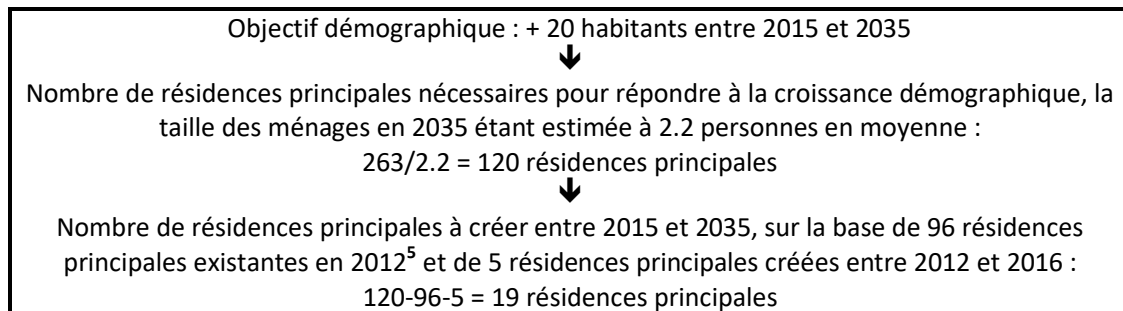 Objectif démographique : + 20 habitants entre 2015 et 2035
🡻
Nombre de résidences principales nécessaires pour répondre à la croissance démographique, la
taille des ménages en 2035 étant estimée à 2.2 personnes en moyenne :
263/2.2 = 120 résidences principales
🡻
Nombre de résidences principales à créer entre 2015 et 2035, sur la base de 96 résidences
principales existantes en 2012⁵ et de 5 résidences principales créées entre 2012 et 2016 :
120-96-5 = 19 résidences principales